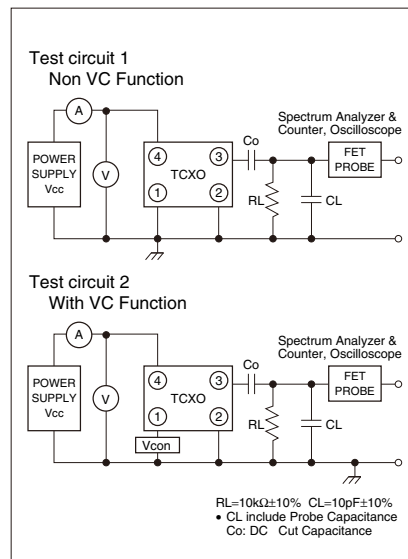 Test circuit 1
Non VC Function
A
Spectrum Analyzer &
Counter, Oscilloscope
Co
POWER
SUPPLY
Vcc
V
4
3
TCXO
1
2
RL
CL
FET
PROBE
Test circuit 2
With VC Function
A
Spectrum Analyzer &
Counter, Oscilloscope
Co
POWER
SUPPLY
Vcc
V
4
3
TCXO
1
2
Vcon
RL
CL
FET
PROBE
RL=10kΩ±10% CL=10pF±10%
• CL include Probe Capacitance
Co: DC Cut Capacitance